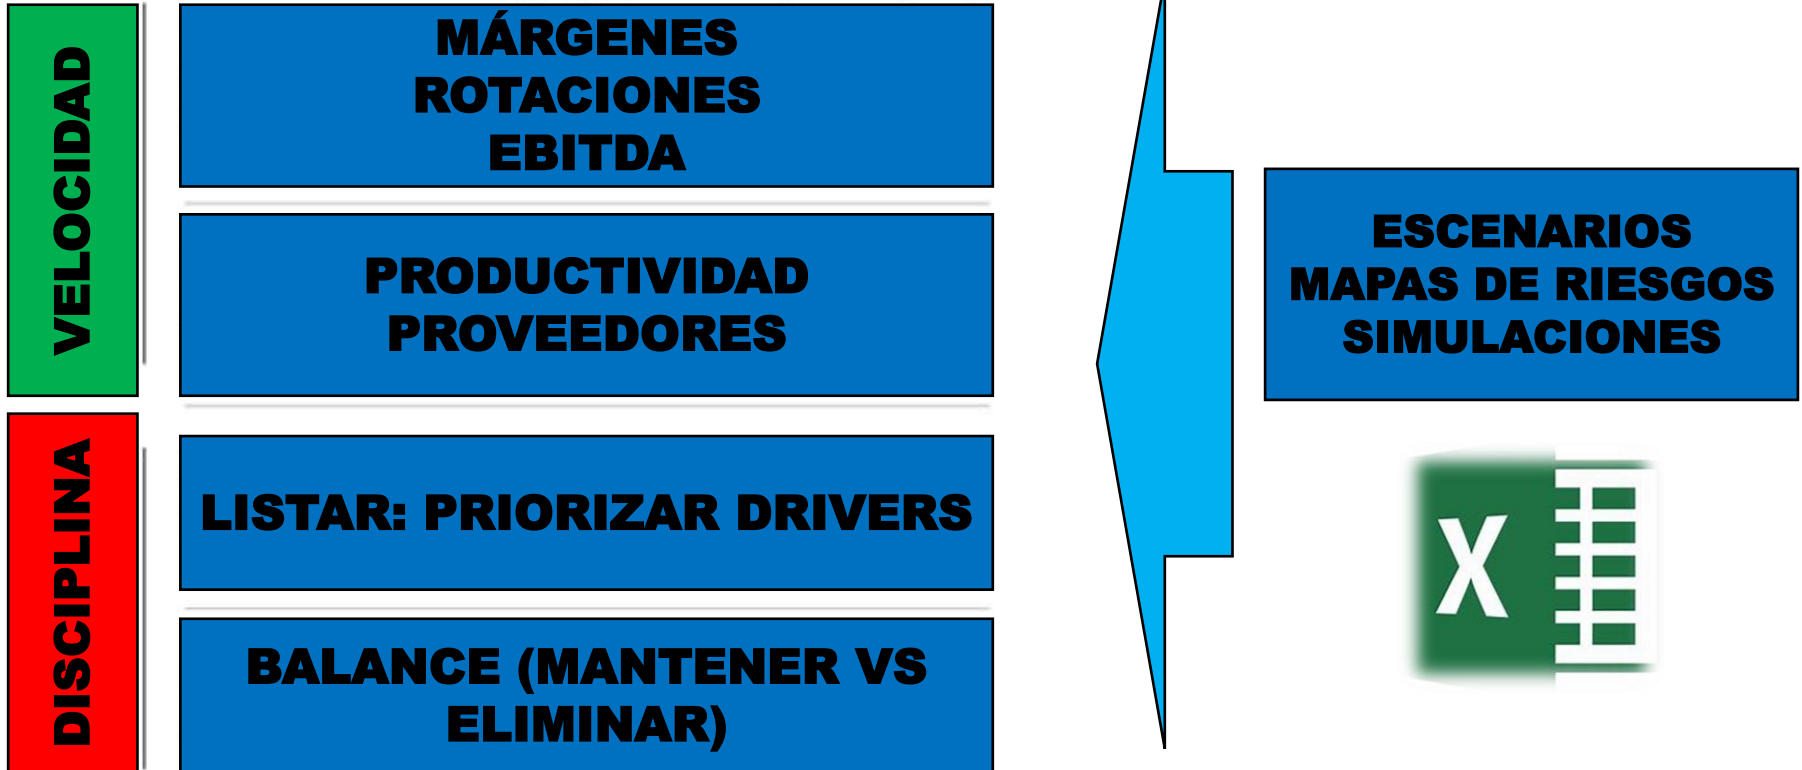 VELOCIDAD
MÁRGENES
ROTACIONES
EBITDA
PRODUCTIVIDAD
PROVEEDORES
DISCIPLINA
LISTAR: PRIORIZAR DRIVERS
BALANCE (MANTENER VS
ELIMINAR)
ESCENARIOS
MAPAS DE RIESGOS
SIMULACIONES
X